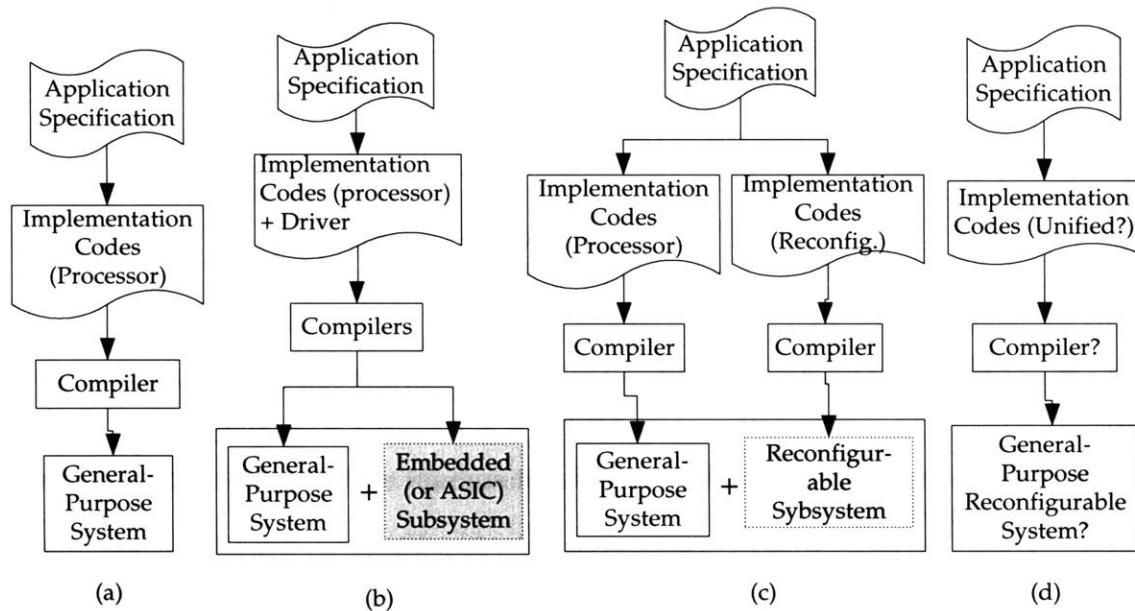 Application
Specification
Implementation
Codes
(Processor)
Compiler
General-
Purpose
System
(a)
Application
Specification
Implementation
Codes (processor)
+ Driver
Compilers
General-
Purpose
System
+
Embedded
(or ASIC)
Subsystem
(b)
Application
Specification
Implementation
Codes
(Processor)
Implementation
Codes
(Reconfig.)
Compiler
Compiler
General-
Purpose
System
+
Reconfigur-
able
Sybsystem
(c)
Application
Specification
Implementation
Codes (Unified?)
Compiler?
General-
Purpose
Reconfigurable
System?
(d)